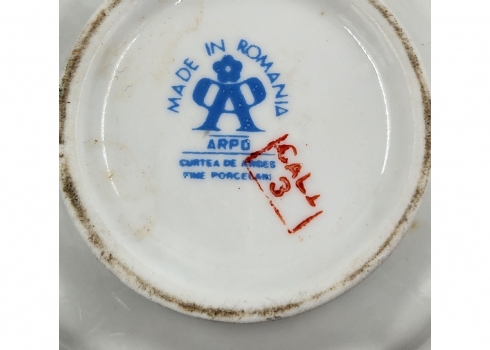 MADE IN ROMANIA
ARPO
CURTEA DE ARGES
FINE PORCELAIN
CAL
3